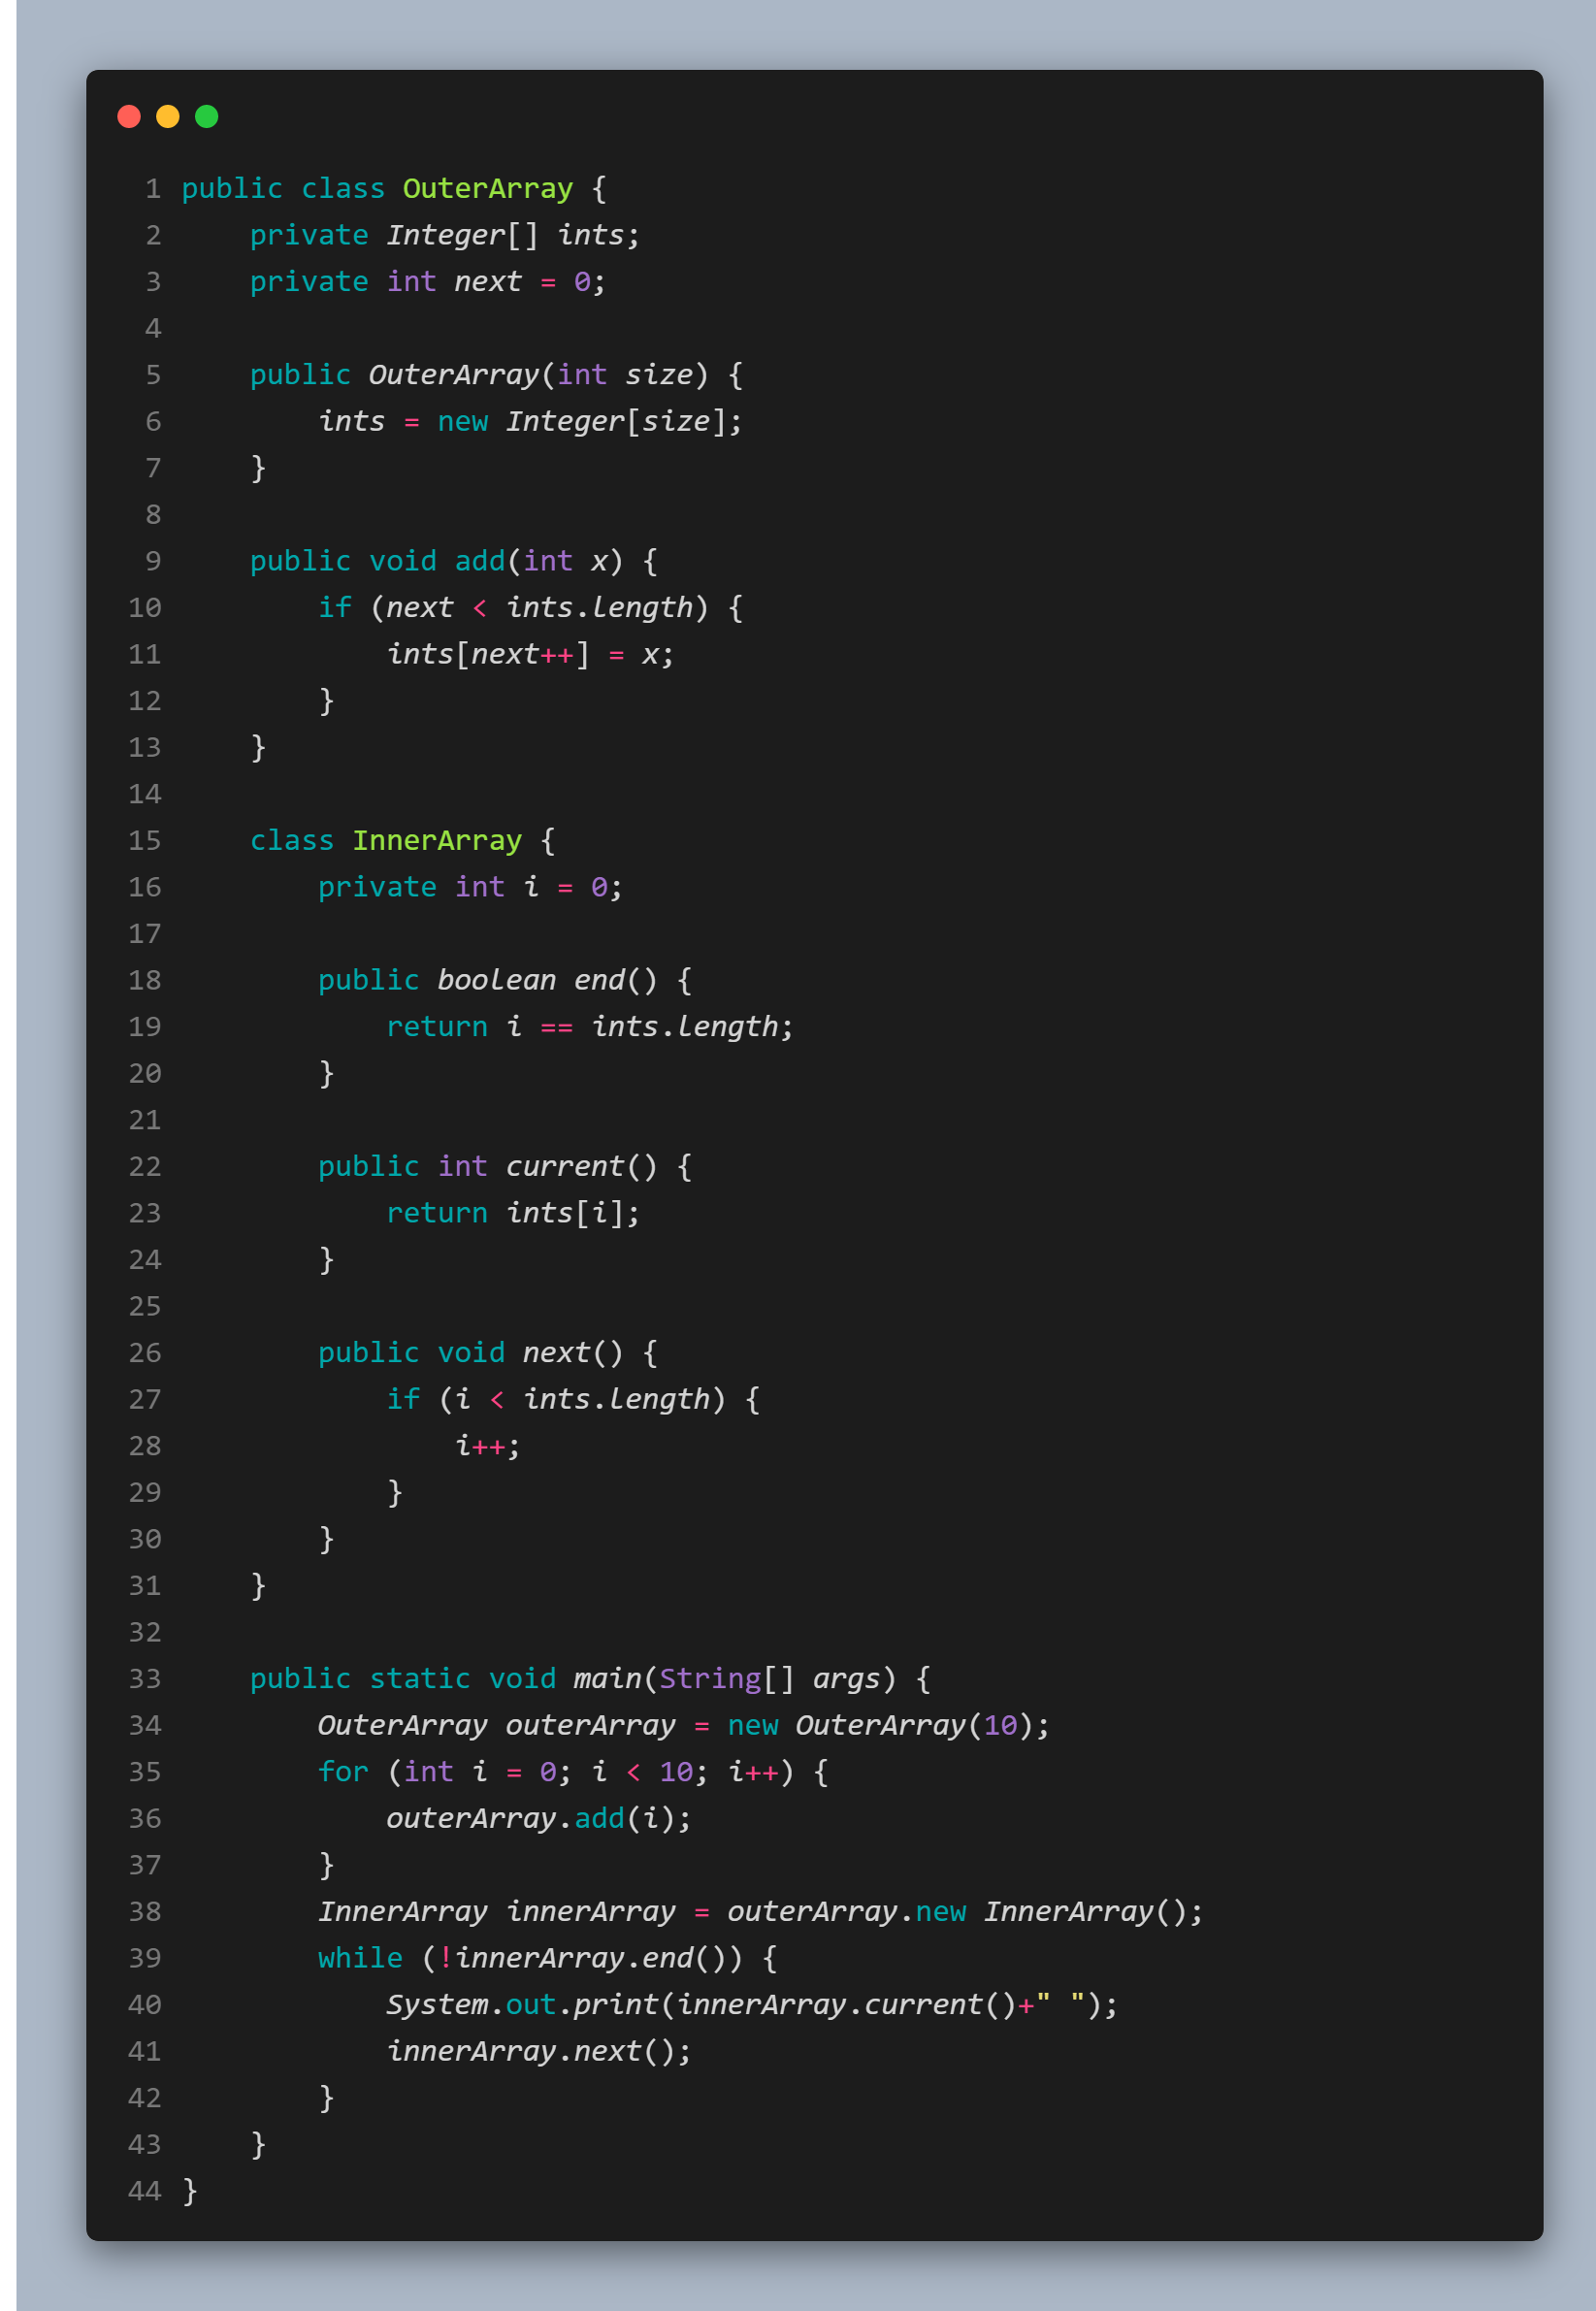 1 public class OuterArray {
2     private Integer[] ints;
3     private int next = 0;
4
5     public OuterArray(int size) {
6         ints = new Integer[size];
7     }
8
9     public void add(int x) {
10         if (next < ints.length) {
11             ints[next++] = x;
12         }
13     }
14
15     class InnerArray {
16         private int i = 0;
17
18         public boolean end() {
19             return i == ints.length;
20         }
21
22         public int current() {
23             return ints[i];
24         }
25
26         public void next() {
27             if (i < ints.length) {
28                 i++;
29             }
30         }
31     }
32
33     public static void main(String[] args) {
34         OuterArray outerArray = new OuterArray(10);
35         for (int i = 0; i < 10; i++) {
36             outerArray.add(i);
37         }
38         InnerArray innerArray = outerArray.new InnerArray();
39         while (!innerArray.end()) {
40             System.out.print(innerArray.current()+" ");
41             innerArray.next();
42         }
43     }
44 }